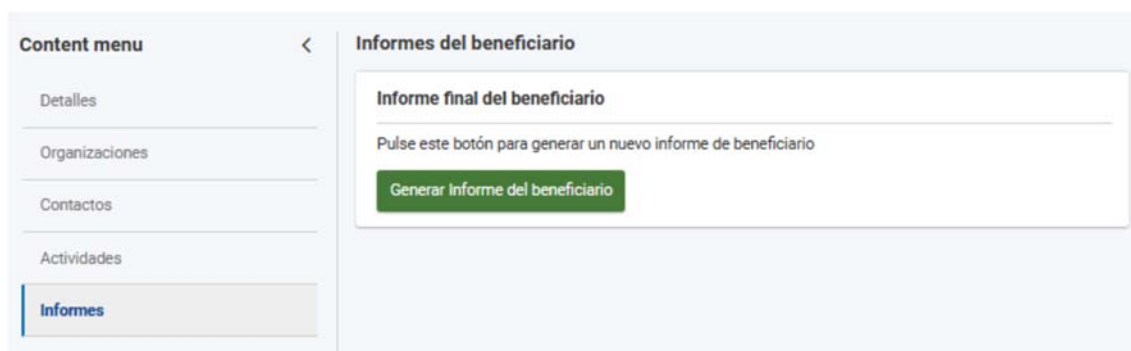 Content menu
<
Detalles
Organizaciones
Contactos
Actividades
Informes
Informes del beneficiario
Informe final del beneficiario
Pulse este botón para generar un nuevo informe de beneficiario
Generar Informe del beneficiario